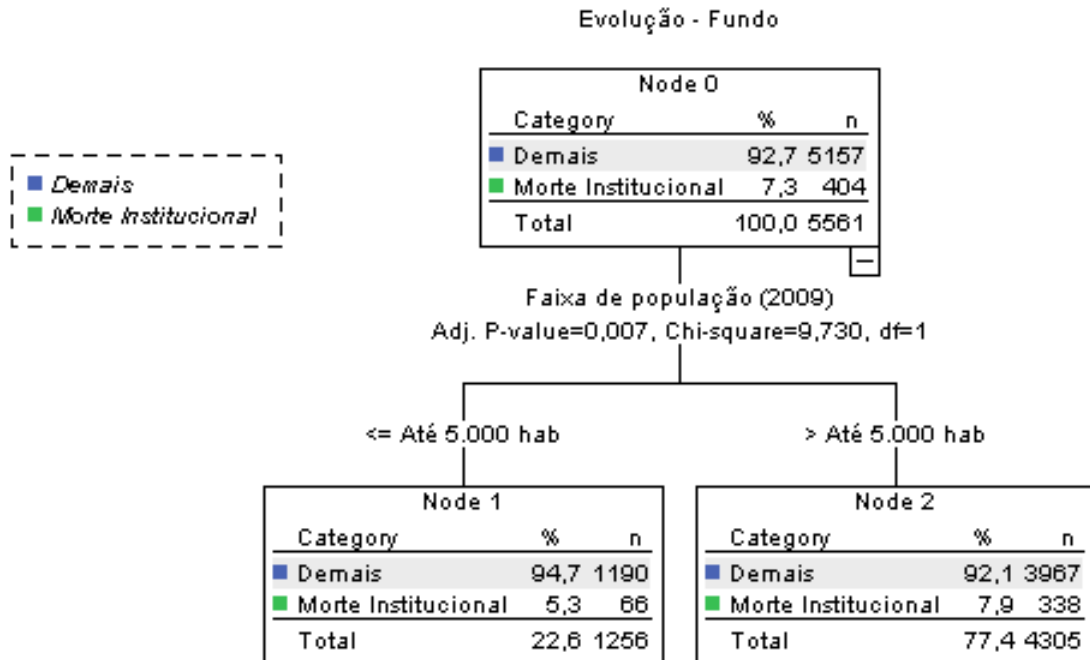 Evolução - Fundo
Node 0
Category % n
Demais 92,7 5157
Morte Institucional 7,3 404
Total 100,0 5561
Demais
Morte Institucional
Faixa de população (2009)
Adj. P-value=0,007, Chi-square=9,730, df=1
<= Até 5.000 hab
> Até 5.000 hab
Node 1
Category % n
Demais 94,7 1190
Morte Institucional 5,3 66
Total 22,6 1256
Node 2
Category % n
Demais 92,1 3967
Morte Institucional 7,9 338
Total 77,4 4305